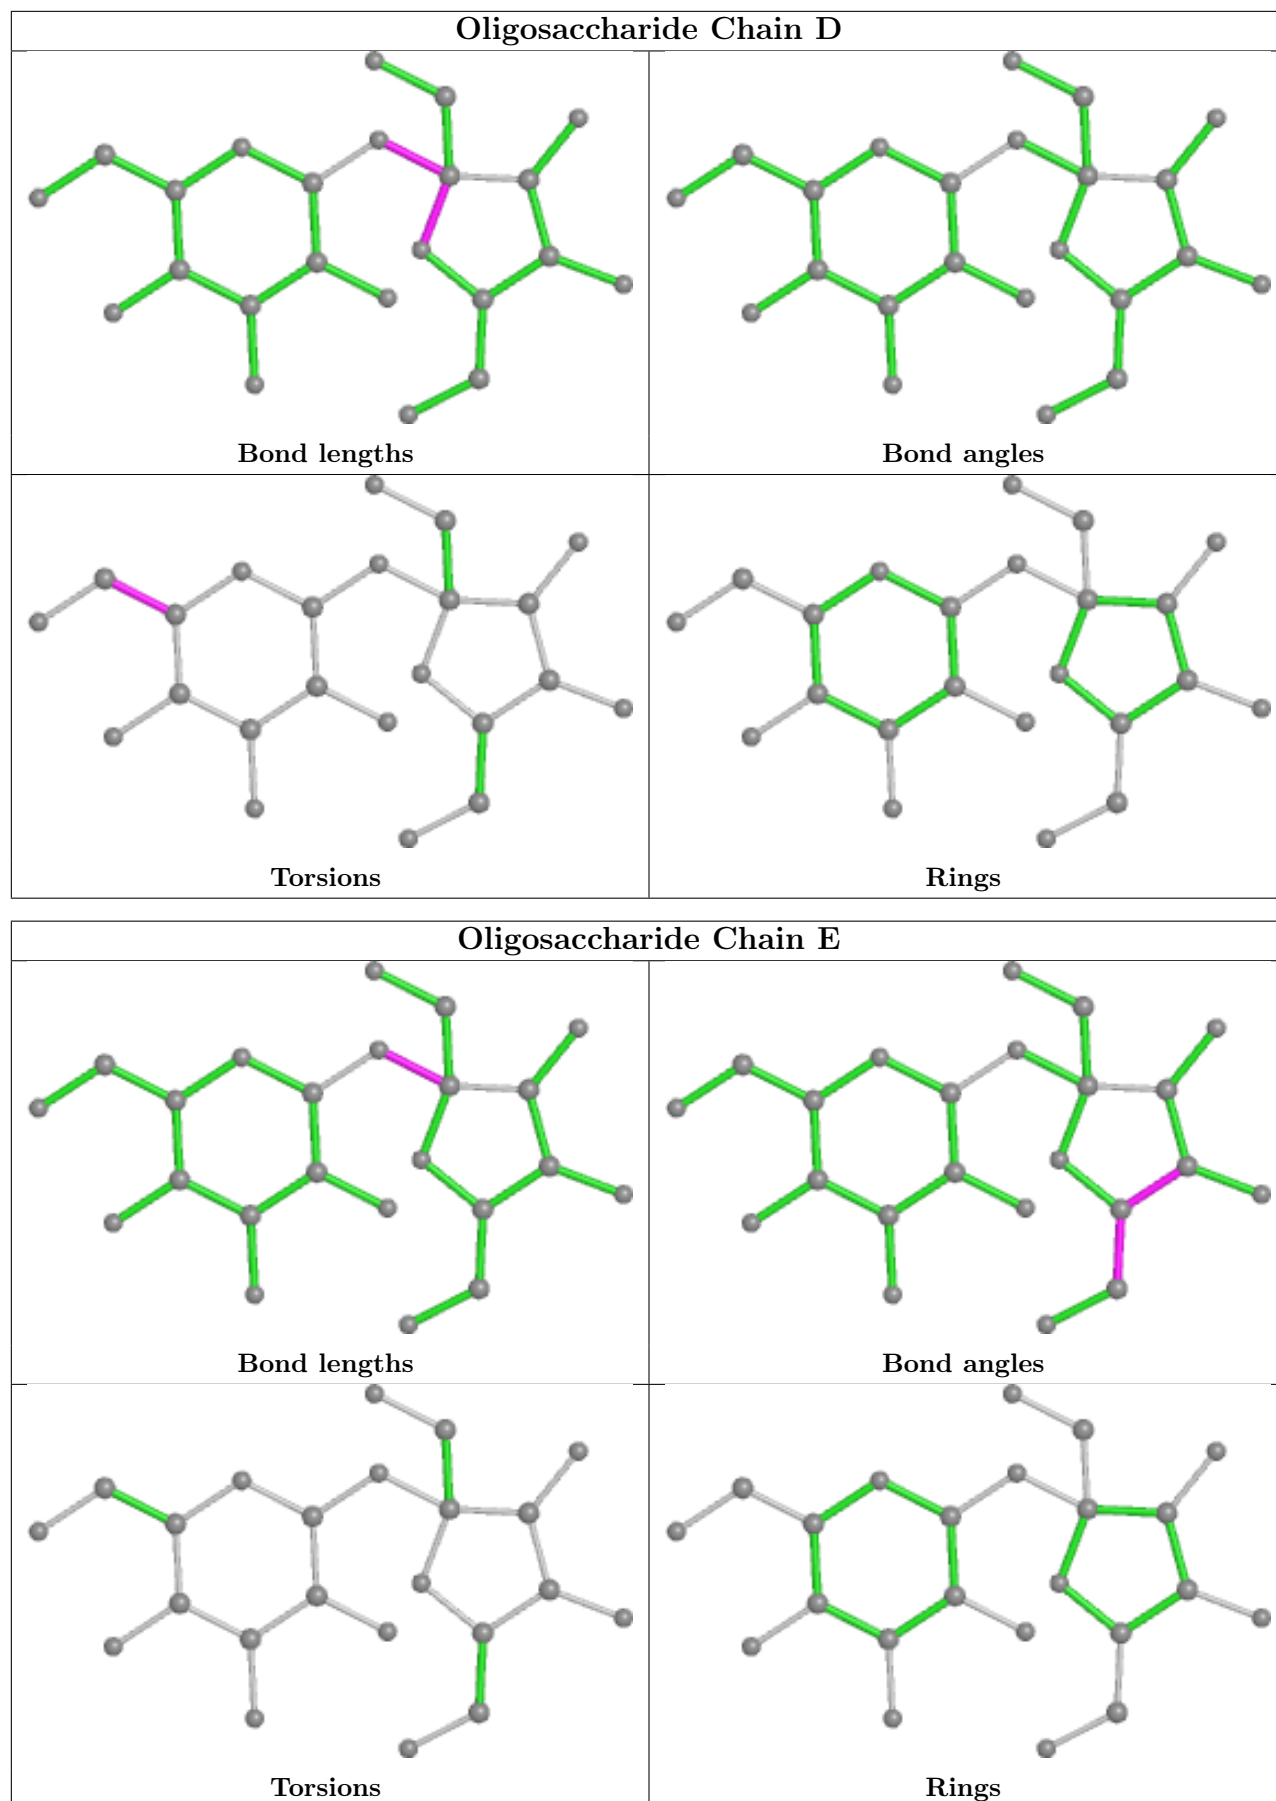 Oligosaccharide Chain D
Bond lengths
Bond angles
Torsions
Rings
Oligosaccharide Chain E
Bond lengths
Bond angles
Torsions
Rings